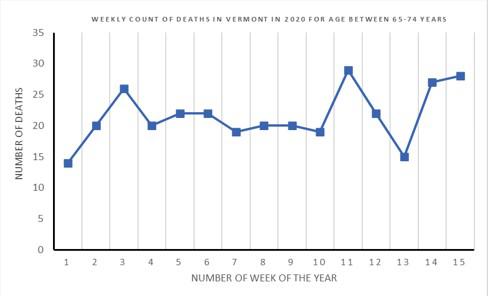 WEEKLY COUNT OF DEATHS IN VERMONT IN 2020 FOR AGE BETWEEN 65-74 YEARS
35
30
25
20
15
10
5
0
NUMBER OF DEATHS
1 2 3 4 5 6 7 8 9 10 11 12 13 14 15
NUMBER OF WEEK OF THE YEAR